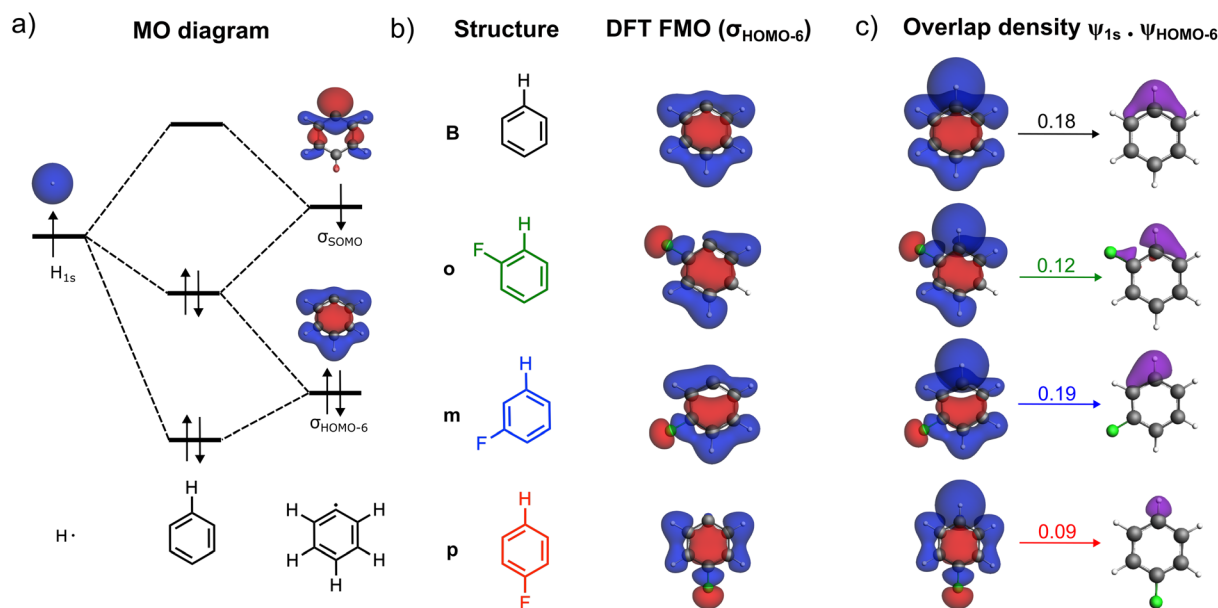 a) MO diagram
b) Structure DFT FMO (σHOMO-6)
c) Overlap density ψ1s . ψHOMO-6
H1s
σSOMO
σHOMO-6
H·
H
H
H
H
H
H
·
B
H
0.18
o
F
H
0.12
m
H
F
0.19
p
H
F
0.09